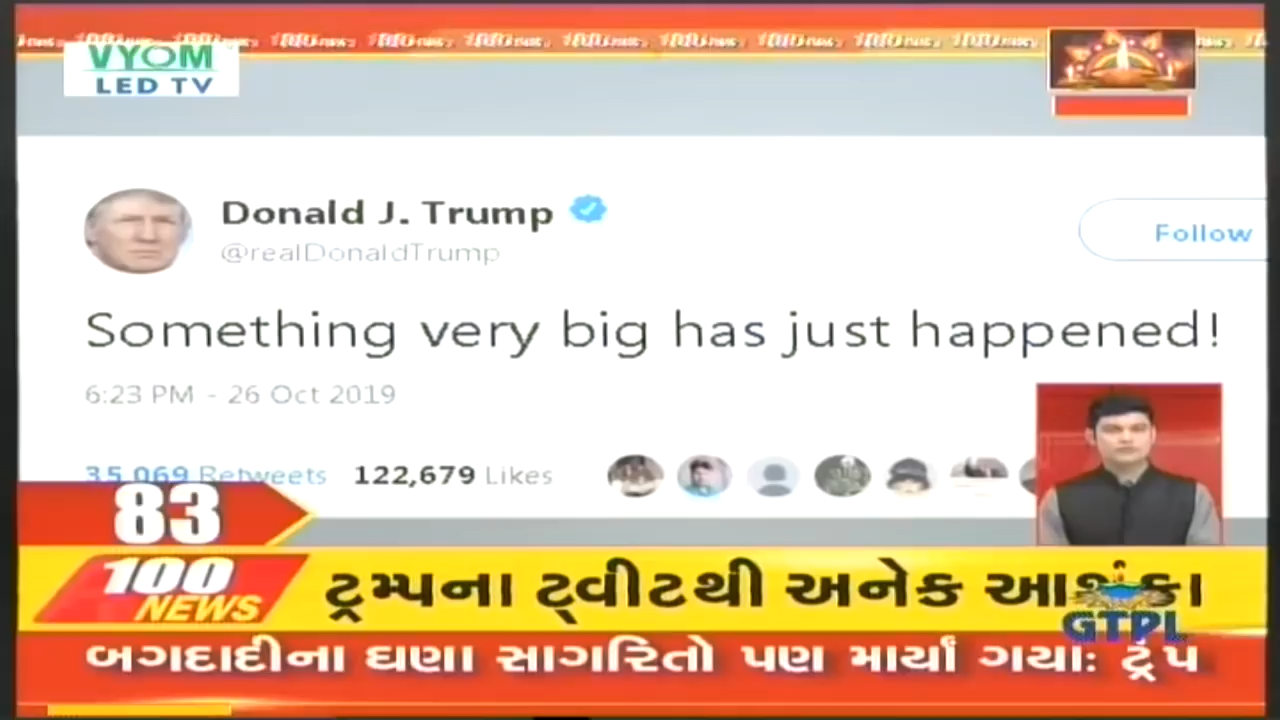 VYOM
LED TV
Donald J. Trump
@realDonaldTrump
Follow
Something very big has just happened!
6:23 PM - 26 Oct 2019
35,069 Retweets 122,679 Likes
83
100
NEWS
ટ્રમ્પના ટ્વીટથી અનેક આશંકા
GTPL
બગદાદીના ઘણા સાગરિતો પણ માર્યાં ગયાઃ ટ્રંપ